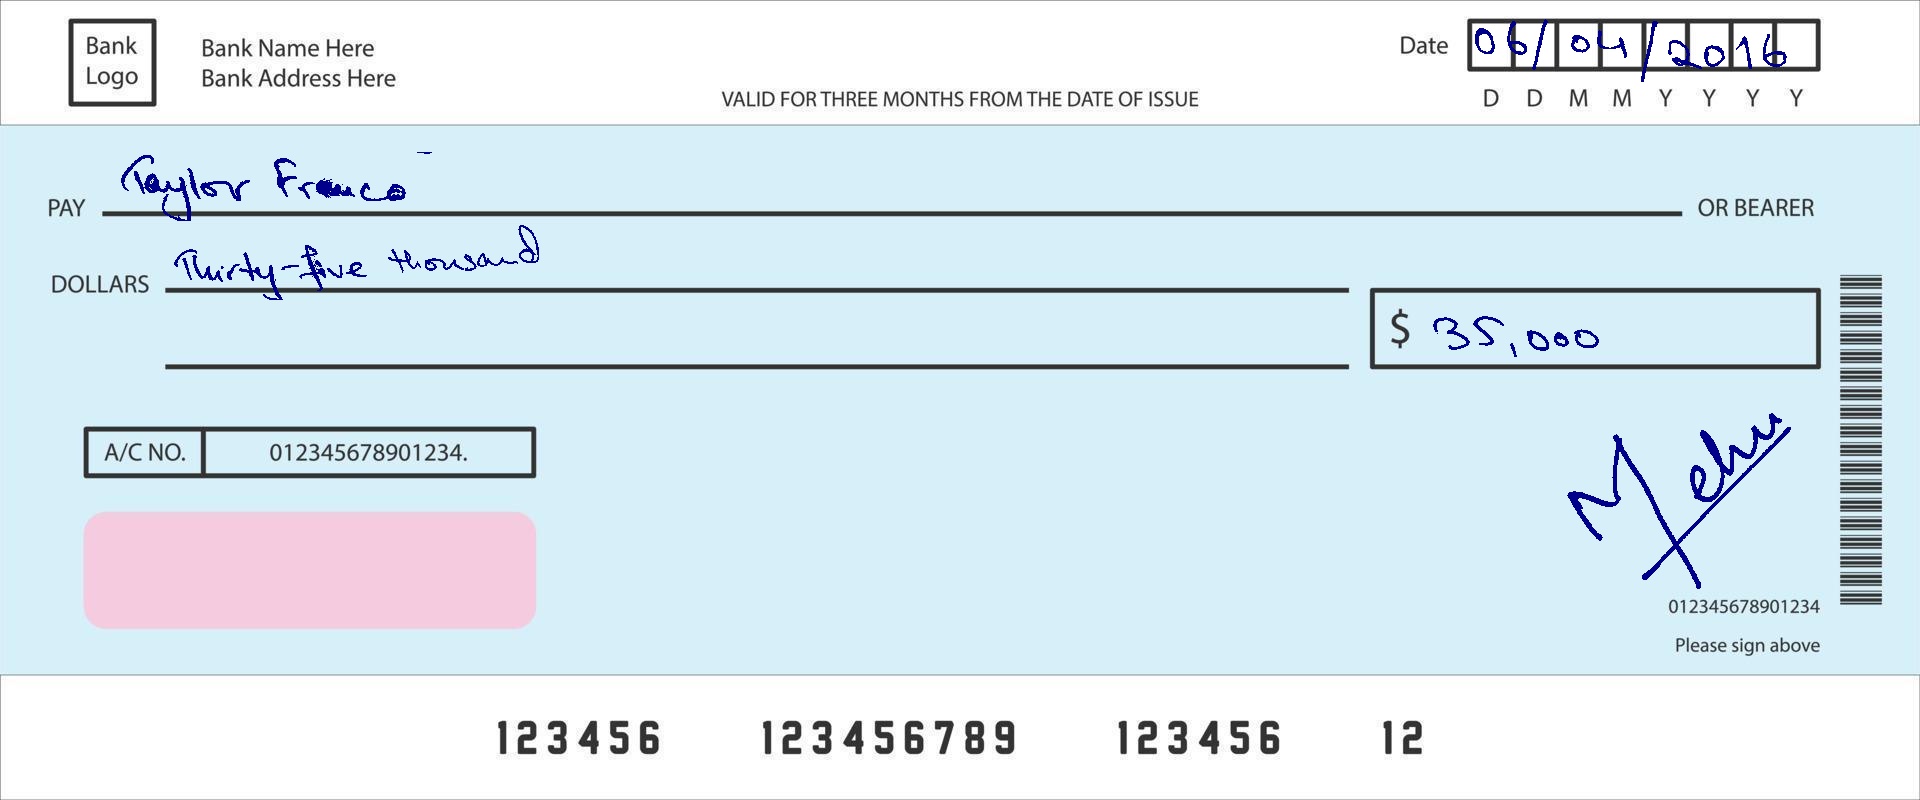 Bank Logo
Bank Name Here
Bank Address Here
VALID FOR THREE MONTHS FROM THE DATE OF ISSUE
Date 06/04/2016
D D M M Y Y Y Y
PAY Taylor Franco OR BEARER
DOLLARS Thirty-five thousand
$ 35,000
A/C NO. 012345678901234.
012345678901234
Please sign above
123456 123456789 123456 12